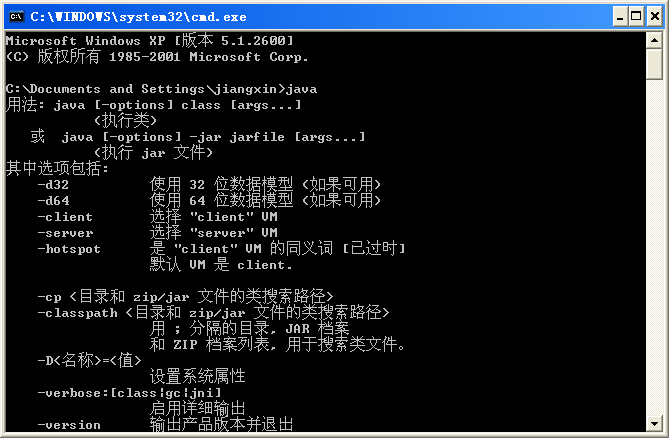 C:\WINDOWS\system32\cmd.exe
Microsoft Windows XP [版本 5.1.2600]
(C) 版权所有 1985-2001 Microsoft Corp.
C:\Documents and Settings\jiangxin>java
用法: java [-options] class [args...]
(执行类)
或  java [-options] -jar jarfile [args...]
(执行 jar 文件)
其中选项包括:
-d32          使用 32 位数据模型 (如果可用)
-d64          使用 64 位数据模型 (如果可用)
-client       选择 "client" VM
-server       选择 "server" VM
-hotspot      是 "client" VM 的同义词 [已过时]
默认 VM 是 client.
-cp <目录和 zip/jar 文件的类搜索路径>
-classpath <目录和 zip/jar 文件的类搜索路径>
用 ; 分隔的目录, JAR 档案
和 ZIP 档案列表, 用于搜索类文件。
-D<名称>=<值>
设置系统属性
-verbose:[class|gc|jni]
启用详细输出
-version      输出产品版本并退出